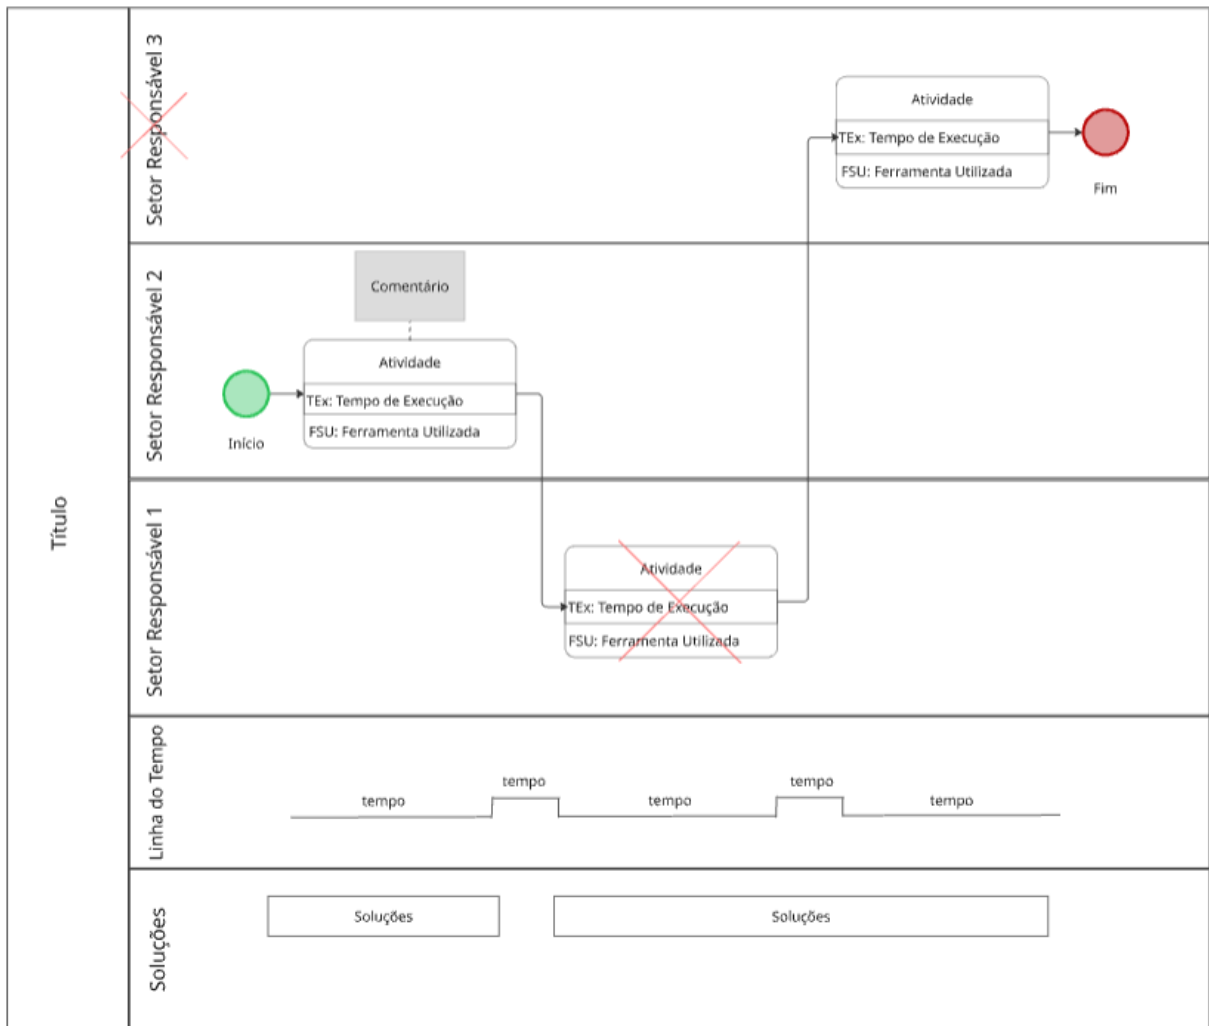 Título
Setor Responsável 3
Atividade
TEx: Tempo de Execução
FSU: Ferramenta Utilizada
Fim
Setor Responsável 2
Comentário
Início
Atividade
TEx: Tempo de Execução
FSU: Ferramenta Utilizada
Setor Responsável 1
Atividade
TEx: Tempo de Execução
FSU: Ferramenta Utilizada
Linha do Tempo
tempo
tempo
tempo
tempo
tempo
Soluções
Soluções
Soluções